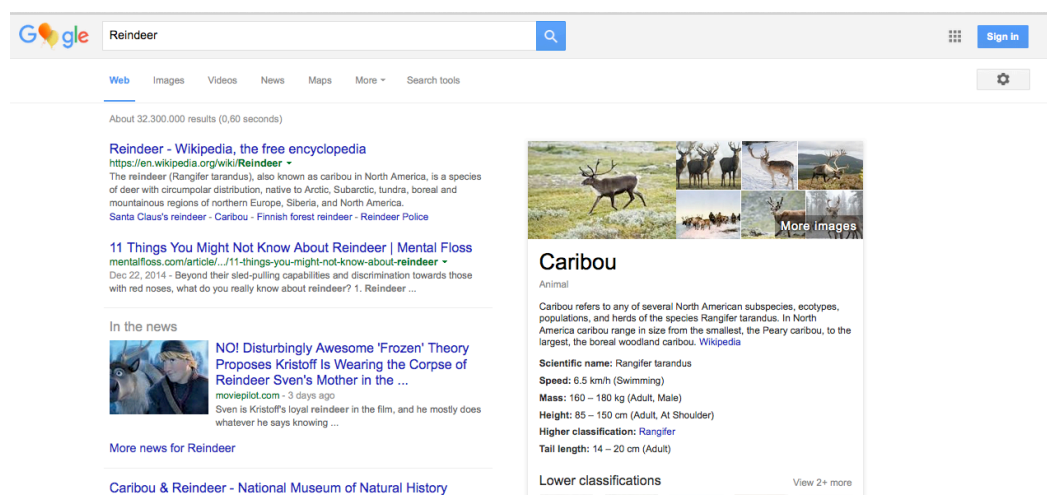 G gle
Reindeer
Sign in
Web Images Videos News Maps More Search tools
About 32.300.000 results (0,60 seconds)
Reindeer - Wikipedia, the free encyclopedia
https://en.wikipedia.org/wiki/Reindeer
The reindeer (Rangifer tarandus), also known as caribou in North America, is a species
of deer with circumpolar distribution, native to Arctic, Subarctic, tundra, boreal and
mountainous regions of northern Europe, Siberia, and North America.
Santa Claus's reindeer - Caribou - Finnish forest reindeer - Reindeer Police
11 Things You Might Not Know About Reindeer | Mental Floss
mentalfloss.com/article/.../11-things-you-might-not-know-about-reindeer
Dec 22, 2014 - Beyond their sled-pulling capabilities and discrimination towards those
with red noses, what do you really know about reindeer? 1. Reindeer ...
In the news
NO! Disturbingly Awesome 'Frozen' Theory
Proposes Kristoff Is Wearing the Corpse of
Reindeer Sven's Mother in the ...
moviepilot.com - 3 days ago
Sven is Kristoff's loyal reindeer in the film, and he mostly does
whatever he says knowing ...
More news for Reindeer
Caribou & Reindeer - National Museum of Natural History
More images
Caribou
Animal
Caribou refers to any of several North American subspecies, ecotypes,
populations, and herds of the species Rangifer tarandus. In North
America caribou range in size from the smallest, the Peary caribou, to the
largest, the boreal woodland caribou. Wikipedia
Scientific name: Rangifer tarandus
Speed: 6.5 km/h (Swimming)
Mass: 160 – 180 kg (Adult, Male)
Height: 85 – 150 cm (Adult, At Shoulder)
Higher classification: Rangifer
Tail length: 14 – 20 cm (Adult)
Lower classifications View 2+ more